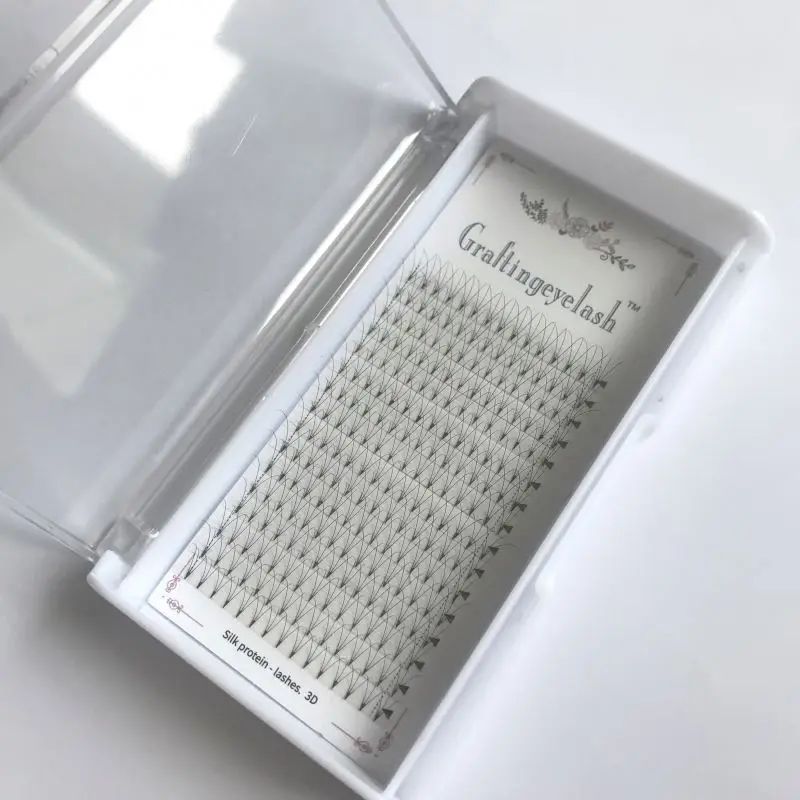 Graftingeyelash™
Silk protein - lashes, 3D